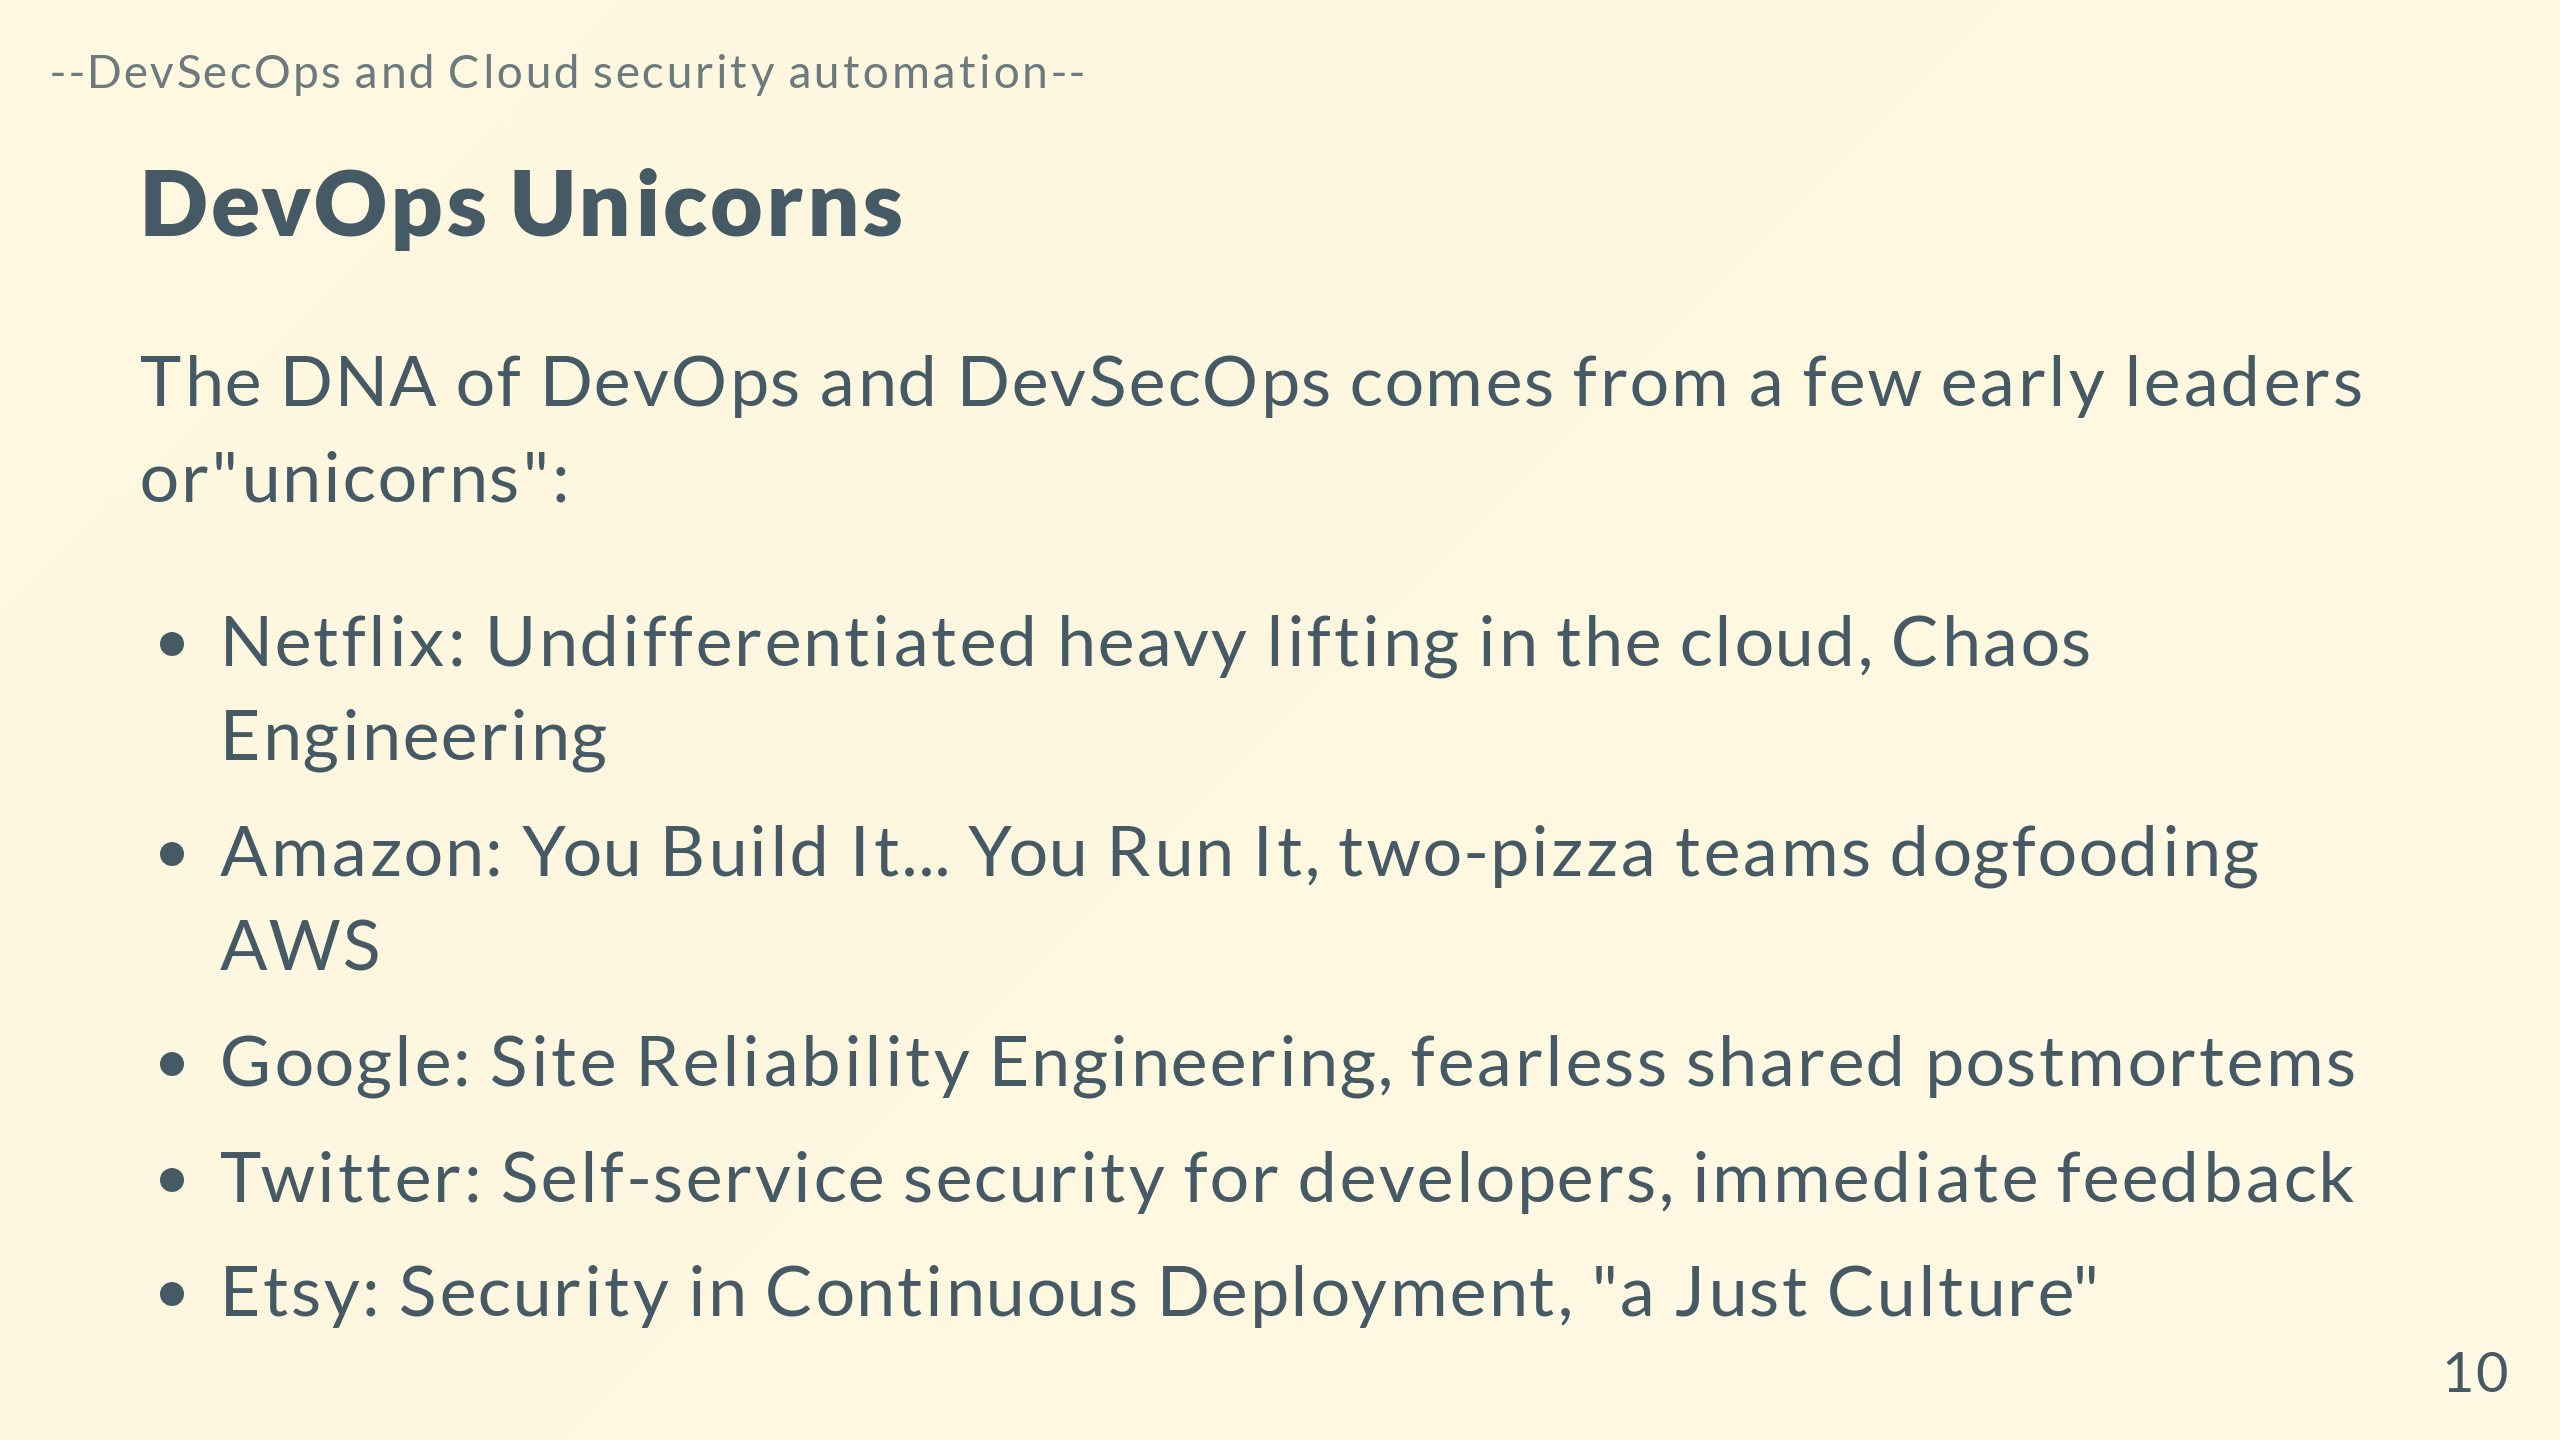 --DevSecOps and Cloud security automation--
DevOps Unicorns
The DNA of DevOps and DevSecOps comes from a few early leaders
or"unicorns":
• Netflix: Undifferentiated heavy lifting in the cloud, Chaos
Engineering
• Amazon: You Build It... You Run It, two-pizza teams dogfooding
AWS
• Google: Site Reliability Engineering, fearless shared postmortems
• Twitter: Self-service security for developers, immediate feedback
• Etsy: Security in Continuous Deployment, "a Just Culture"
10